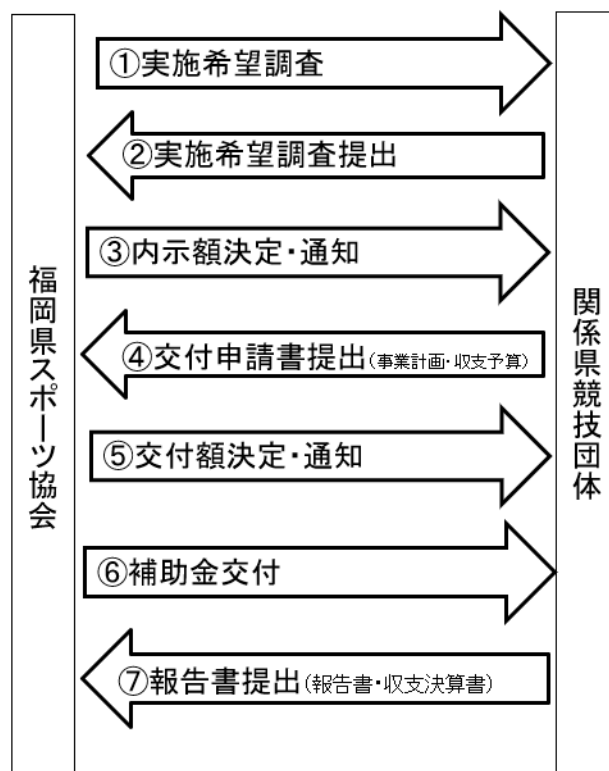 福岡県スポーツ協会
①実施希望調査
②実施希望調査提出
③内示額決定・通知
④交付申請書提出(事業計画・収支予算)
⑤交付額決定・通知
⑥補助金交付
⑦報告書提出(報告書・収支決算書)
関係県競技団体